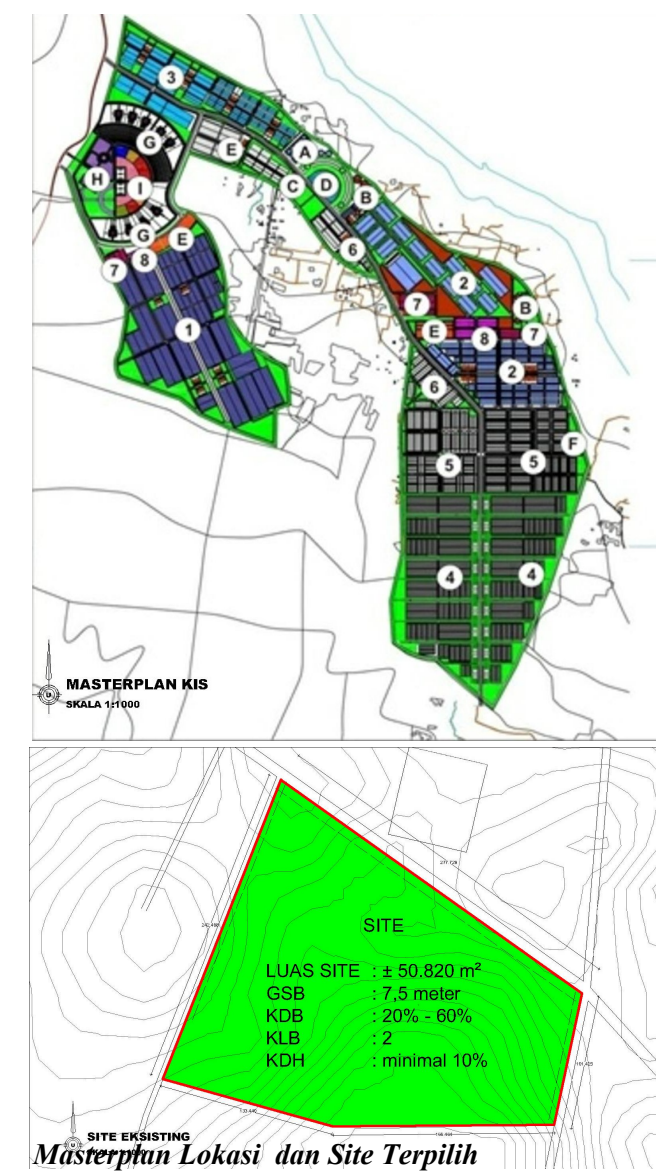 3
A
G
E
H
I
C
D
B
G
E
6
7
8
2
7
B
1
E
8
7
2
6
F
5
5
4
4
MASTERPLAN KIS
SKALA 1:1000
SITE
LUAS SITE : ± 50.820 m²
GSB : 7,5 meter
KDB : 20% - 60%
KLB : 2
KDH : minimal 10%
SITE EKSISTING
Masterplan Lokasi dan Site Terpilih